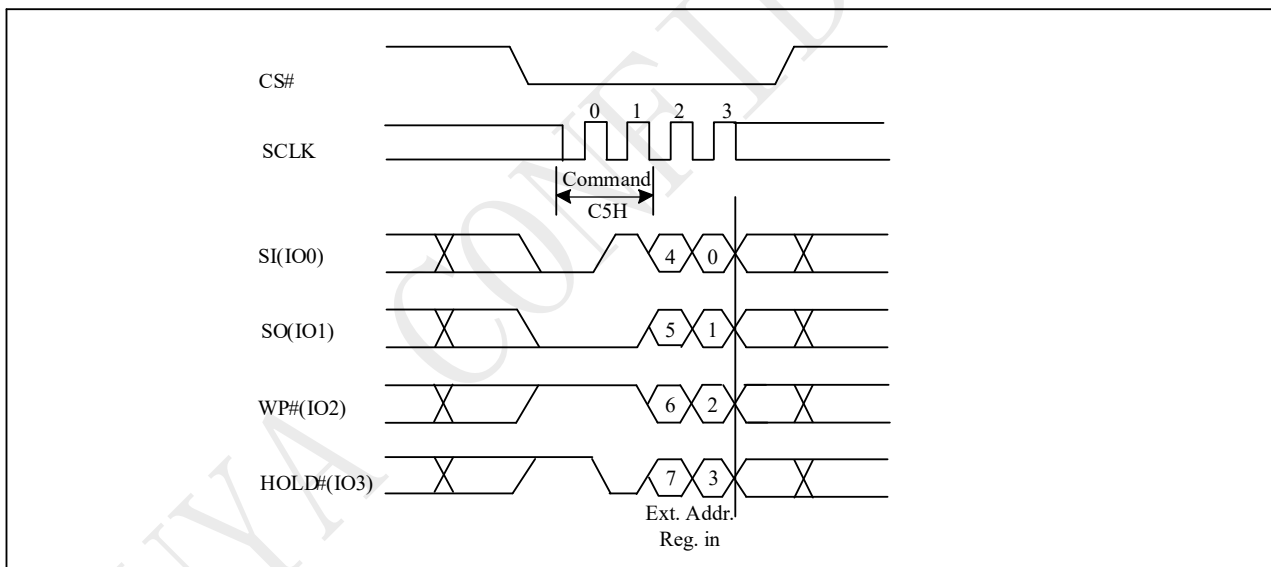 CS#
0 1 2 3
SCLK
Command
C5H
SI(IO0) 4 0
SO(IO1) 5 1
WP#(IO2) 6 2
HOLD#(IO3) 7 3
Ext. Addr.
Reg. in